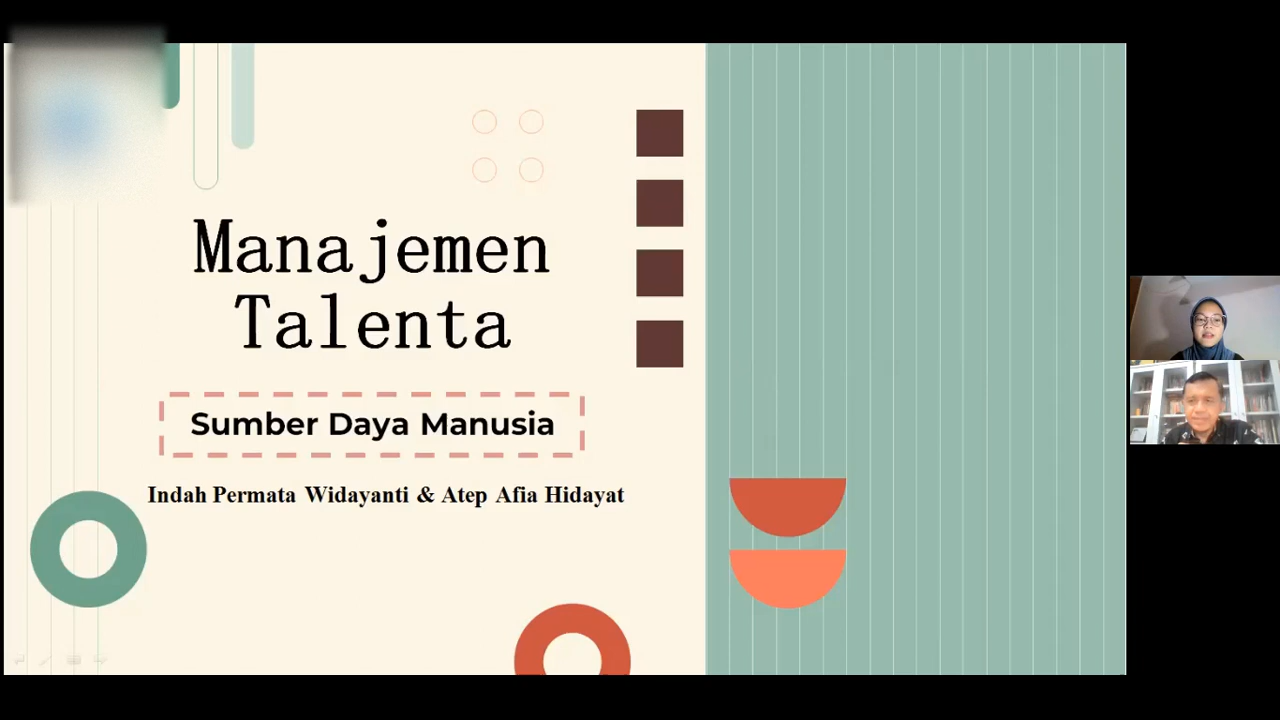 Manajemen
Talenta
Sumber Daya Manusia
Indah Permata Widayanti & Atep Afia Hidayat